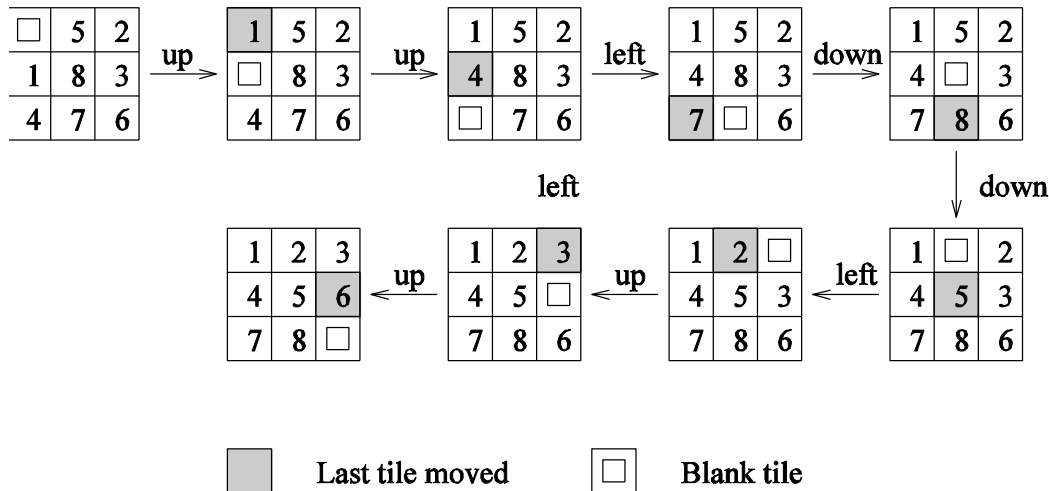 5 2 1 5 2 1 5 2 1 5 2 1 5 2
up up left down
1 8 3 8 3 4 8 3 4 8 3 4 3
4 7 6 4 7 6 7 6 7 6 7 8 6
left down
1 2 3 1 2 3 1 2 1 2
up up left
4 5 6 4 5 4 5 3 4 5 3
7 8 7 8 6 7 8 6 7 8 6
Last tile moved Blank tile